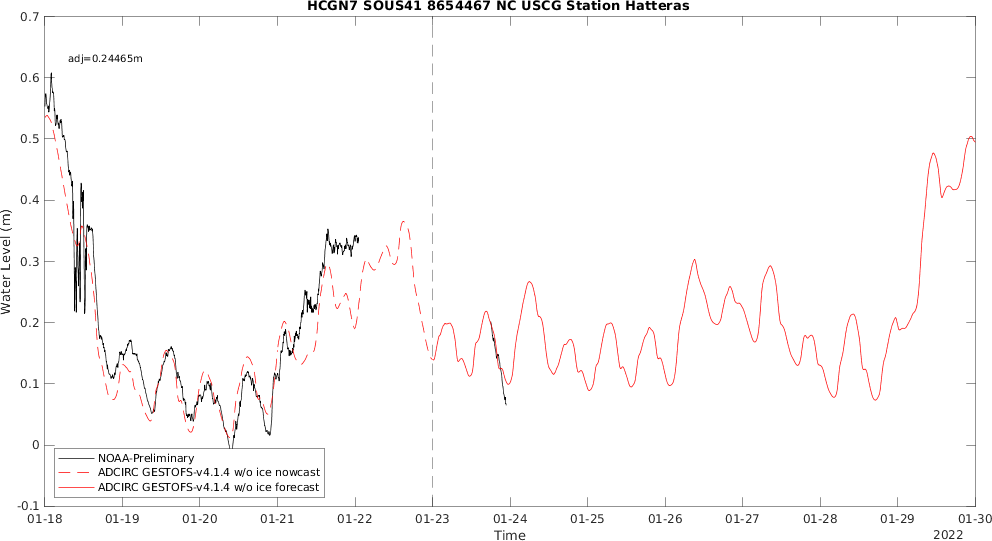 HCGN7 SOUS41 8654467 NC USCG Station Hatteras
adj=0.24465m
0.7
0.6
0.5
0.4
0.3
0.2
0.1
0
-0.1
Water Level (m)
NOAA-Preliminary
ADCIRC GESTOFS-v4.1.4 w/o ice nowcast
ADCIRC GESTOFS-v4.1.4 w/o ice forecast
01-18 01-19 01-20 01-21 01-22 01-23 01-24 01-25 01-26 01-27 01-28 01-29 01-30
Time
2022